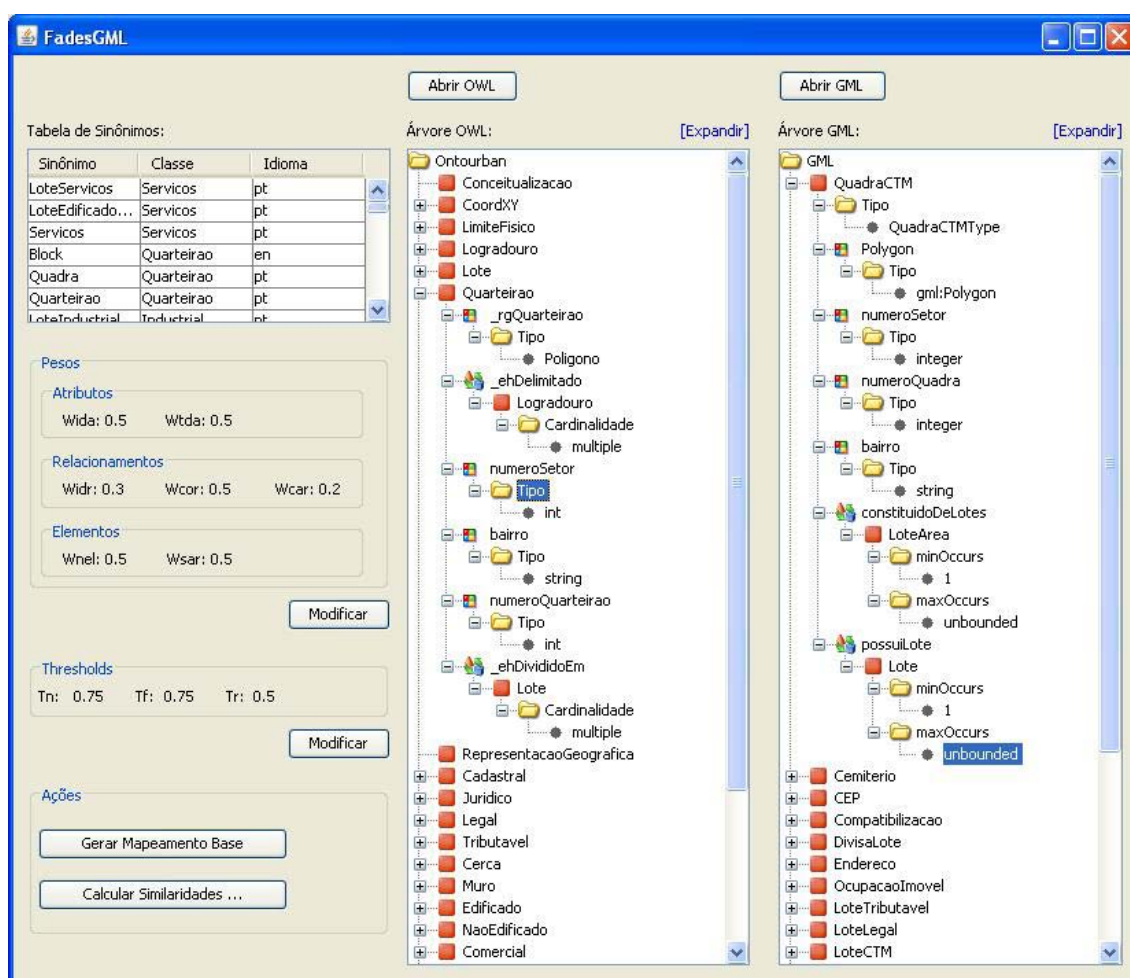 FadesGML
Abrir OWL
Abrir GML
Tabela de Sinônimos:
Sinônimo Classe Idioma
LoteServicos Servicos pt
LoteEdificado... Servicos pt
Servicos Servicos pt
Block Quarteirao en
Quadra Quarteirao pt
Quarteirao Quarteirao pt
LoteIndustrial Industrial pt
Pesos
Atributos
Wida: 0.5 Wtda: 0.5
Relacionamentos
Widr: 0.3 Wcor: 0.5 Wcar: 0.2
Elementos
Wnel: 0.5 Wsar: 0.5
Modificar
Thresholds
Tn: 0.75 Tf: 0.75 Tr: 0.5
Modificar
Ações
Gerar Mapeamento Base
Calcular Similaridades ...
Árvore OWL: [Expandir]
Ontourban
Conceitualizacao
CoordXY
LimiteFisico
Logradouro
Lote
Quarteirao
_rgQuarteirao
Tipo
Poligono
_ehDelimitado
Logradouro
Cardinalidade
multiple
numeroSetor
Tipo
int
bairro
Tipo
string
numeroQuarteirao
Tipo
int
_ehDivididoEm
Lote
Cardinalidade
multiple
RepresentacaoGeografica
Cadastral
Juridico
Legal
Tributavel
Cerca
Muro
Edificado
NaoEdificado
Comercial
Árvore GML: [Expandir]
GML
QuadraCTM
Tipo
QuadraCTMType
Polygon
Tipo
gml:Polygon
numeroSetor
Tipo
integer
numeroQuadra
Tipo
integer
bairro
Tipo
string
constituidoDeLotes
LoteArea
minOccurs
1
maxOccurs
unbounded
possuiLote
Lote
minOccurs
1
maxOccurs
unbounded
Cemiterio
CEP
Compatibilizacao
DivisaLote
Endereco
OcupacaoImovel
LoteTributavel
LoteLegal
LoteCTM